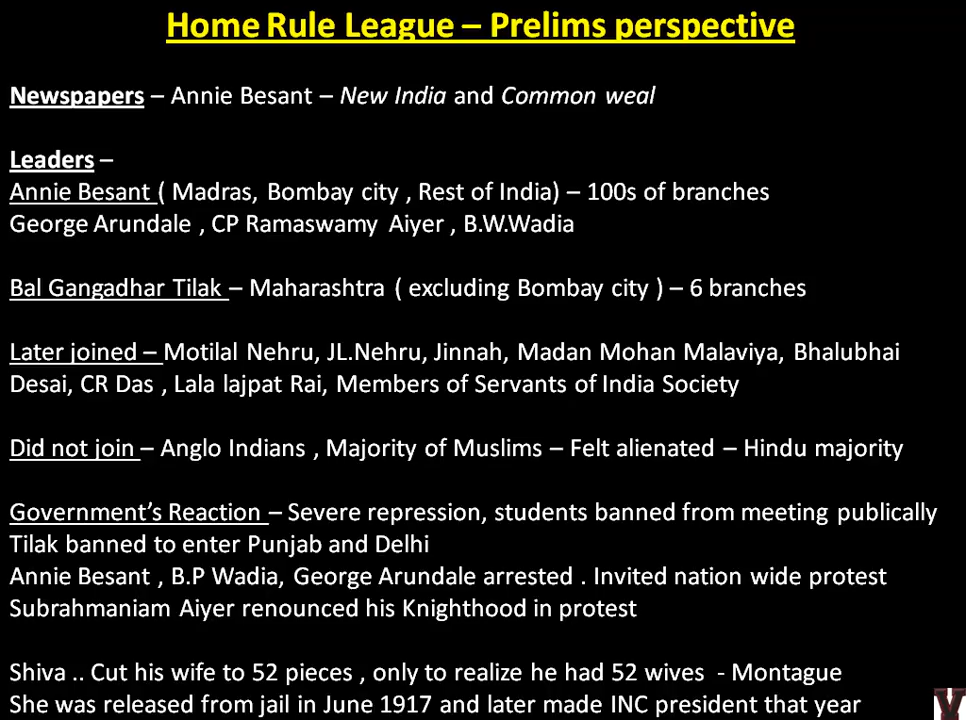 Home Rule League – Prelims perspective
Newspapers – Annie Besant – New India and Common weal
Leaders –
Annie Besant ( Madras, Bombay city , Rest of India) – 100s of branches
George Arundale , CP Ramaswamy Aiyer , B.W.Wadia
Bal Gangadhar Tilak – Maharashtra ( excluding Bombay city ) – 6 branches
Later joined – Motilal Nehru, JL.Nehru, Jinnah, Madan Mohan Malaviya, Bhalubhai
Desai, CR Das , Lala lajpat Rai, Members of Servants of India Society
Did not join – Anglo Indians , Majority of Muslims – Felt alienated – Hindu majority
Government’s Reaction – Severe repression, students banned from meeting publically
Tilak banned to enter Punjab and Delhi
Annie Besant , B.P Wadia, George Arundale arrested . Invited nation wide protest
Subrahmaniam Aiyer renounced his Knighthood in protest
Shiva .. Cut his wife to 52 pieces , only to realize he had 52 wives - Montague
She was released from jail in June 1917 and later made INC president that year